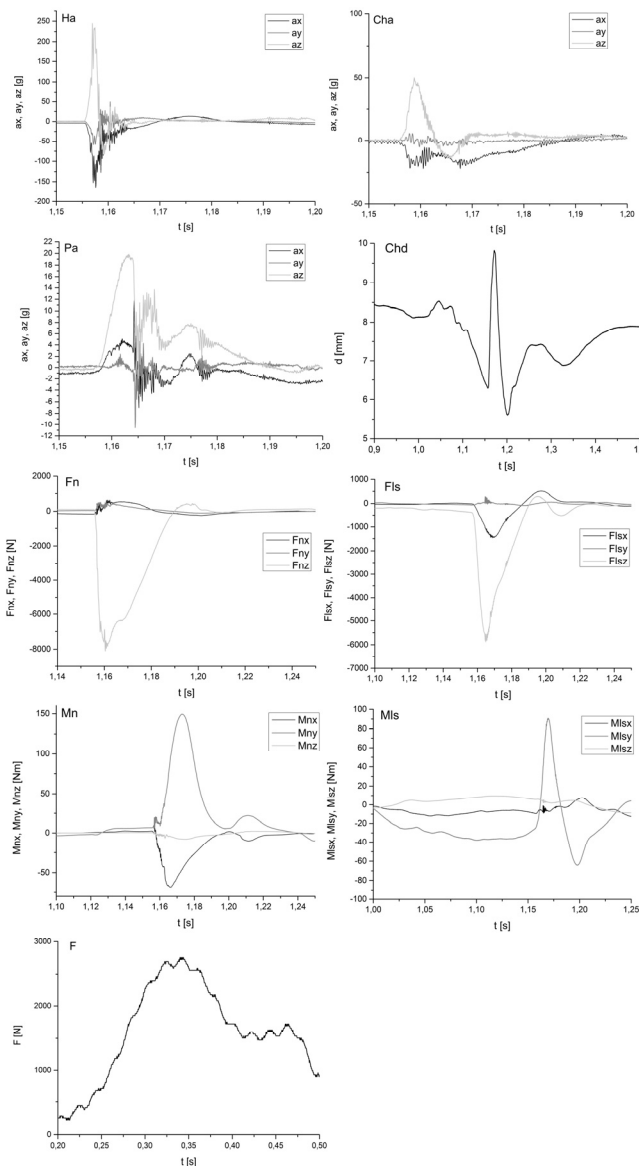 Ha
ax
ay
az
ax, ay, az [g]
250
200
150
100
50
0
-50
-100
-150
-200
1,15
1,16
1,17
1,18
1,19
1,20
t [s]
Cha
ax
ay
az
ax, ay, az [g]
100
50
0
-50
1,15
1,16
1,17
1,18
1,19
1,20
t [s]
Pa
ax
ay
az
ax, ay, az [g]
22
20
18
16
14
12
10
8
6
4
2
0
-2
-4
-6
-8
-10
-12
1,15
1,16
1,17
1,18
1,19
1,20
t [s]
Chd
d [mm]
10
9
8
7
6
5
0,9
1,0
1,1
1,2
1,3
1,4
t [s]
Fn
Fnx
Fny
Fnz
Fnx, Fny, Fnz [N]
2000
0
-2000
-4000
-6000
-8000
1,14
1,16
1,18
1,20
1,22
1,24
t [s]
Fls
Flsx
Flsy
Flsz
Flsx, Flsy, Flsz [N]
1000
0
-1000
-2000
-3000
-4000
-5000
-6000
-7000
1,10
1,12
1,14
1,16
1,18
1,20
1,22
1,24
t [s]
Mn
Mnx
Mny
Mnz
Mnx, Mny, Mnz [Nm]
150
100
50
0
-50
1,10
1,12
1,14
1,16
1,18
1,20
1,22
1,24
t [s]
Mls
Mlsx
Mlsy
Mlsz
Mlsx, Mlsy, Mlsz [Nm]
100
80
60
40
20
0
-20
-40
-60
-80
-100
1,00
1,05
1,10
1,15
1,20
1,25
t [s]
F
F [N]
3000
2000
1000
0
0,20
0,25
0,30
0,35
0,40
0,45
0,50
t [s]